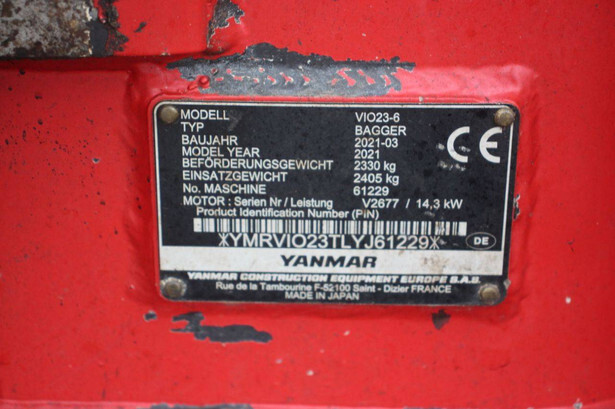 MODELL VIO23-6
TYP BAGGER
BAUJAHR 2021-03
MODEL YEAR 2021
BEFÖRDERUNGSGEWICHT 2330 kg
EINSATZGEWICHT 2405 kg
No. MASCHINE 61229
MOTOR : Serien Nr / Leistung V2677 / 14,3 kW
Product Identification Number (PIN)
*YMRVIO23TLYJ61229*
DE
CE
YANMAR
YANMAR CONSTRUCTION EQUIPMENT EUROPE S.A.S.
Rue de la Tambourine F-52100 Saint - Dizier FRANCE
MADE IN JAPAN